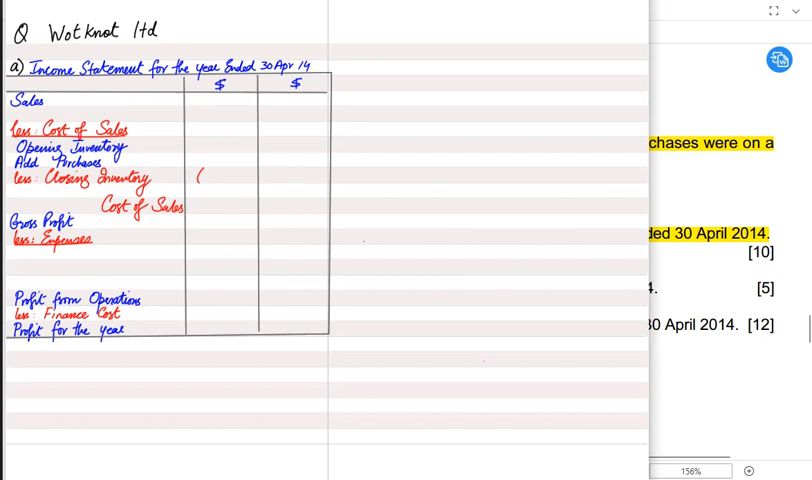 Q Wotknot ltd
a) Income Statement for the year Ended 30 Apr 14
$ $
Sales
less: Cost of Sales
Opening Inventory
Add Purchases
less: Closing Inventory (
Cost of Sales
Gross Profit
less: Expenses
Profit from Operations
less: Finance Cost
Profit for the year
chases were on a
ded 30 April 2014.
[10]
4. [5]
30 April 2014. [12]
156%